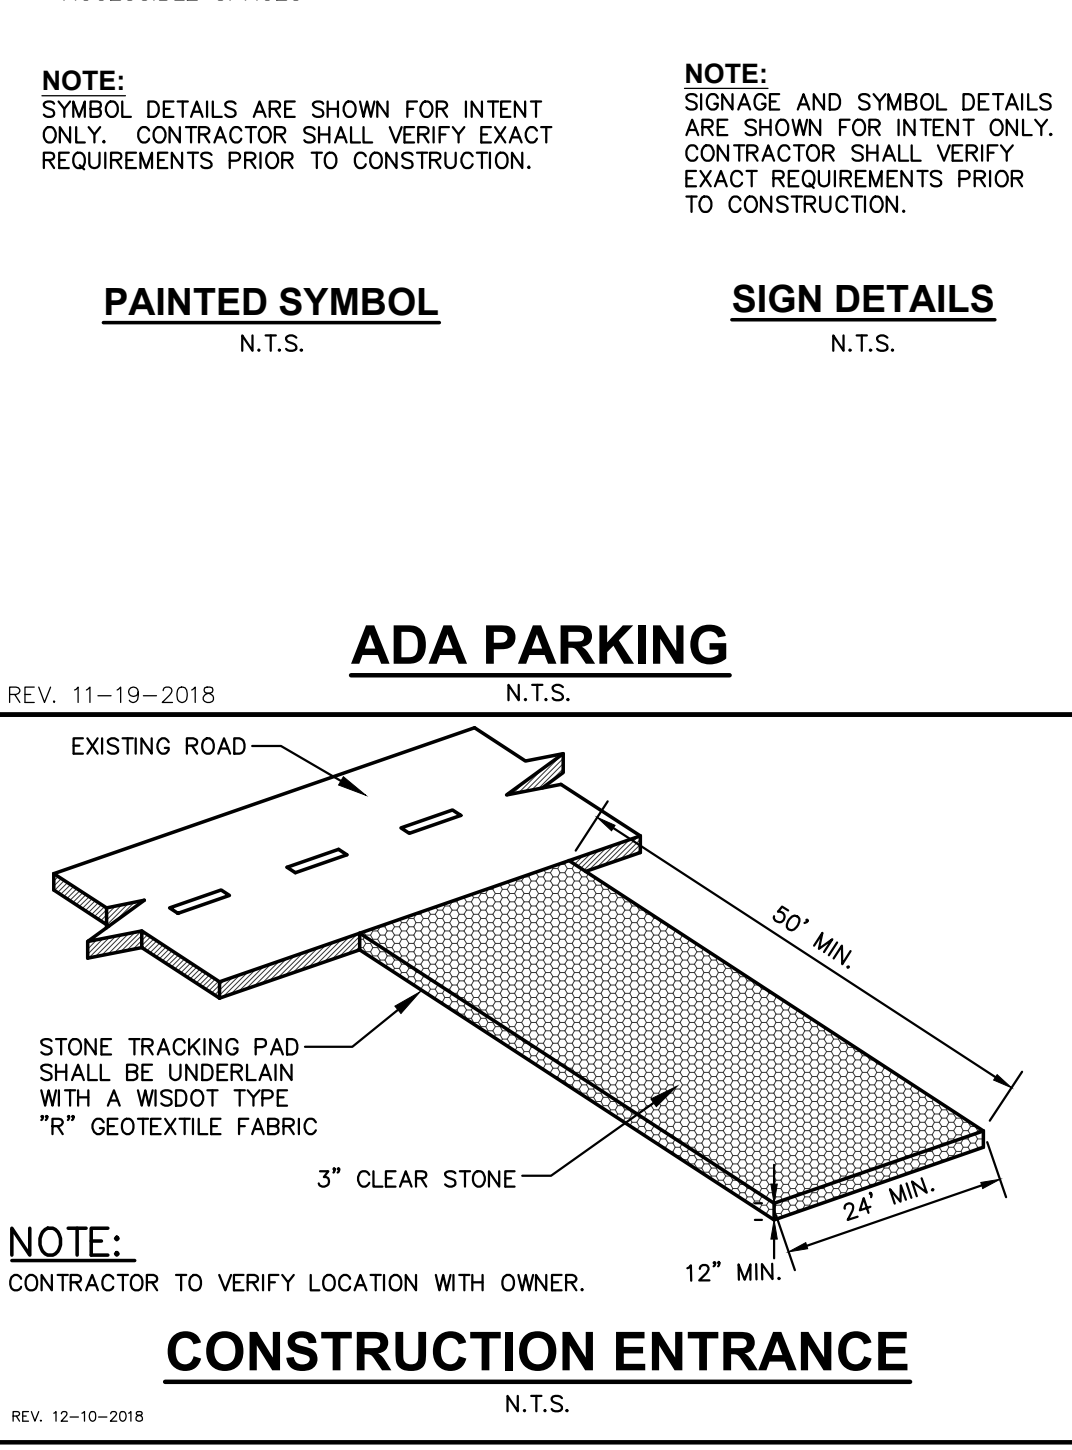 NOTE:
SYMBOL DETAILS ARE SHOWN FOR INTENT
ONLY. CONTRACTOR SHALL VERIFY EXACT
REQUIREMENTS PRIOR TO CONSTRUCTION.
NOTE:
SIGNAGE AND SYMBOL DETAILS
ARE SHOWN FOR INTENT ONLY.
CONTRACTOR SHALL VERIFY
EXACT REQUIREMENTS PRIOR
TO CONSTRUCTION.
PAINTED SYMBOL
N.T.S.
SIGN DETAILS
N.T.S.
ADA PARKING
N.T.S.
REV. 11-19-2018
EXISTING ROAD
50' MIN.
STONE TRACKING PAD
SHALL BE UNDERLAIN
WITH A WISDOT TYPE
"R" GEOTEXTILE FABRIC
3" CLEAR STONE
24' MIN.
12" MIN.
NOTE:
CONTRACTOR TO VERIFY LOCATION WITH OWNER.
CONSTRUCTION ENTRANCE
N.T.S.
REV. 12-10-2018